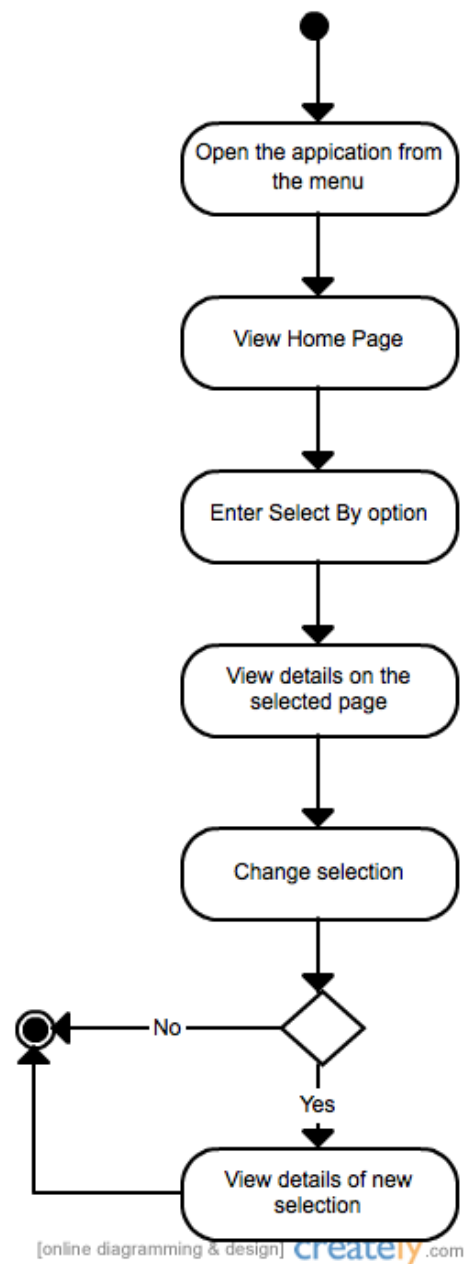 Open the appication from
the menu
View Home Page
Enter Select By option
View details on the
selected page
Change selection
No
Yes
View details of new
selection
[online diagramming & design] creately.com